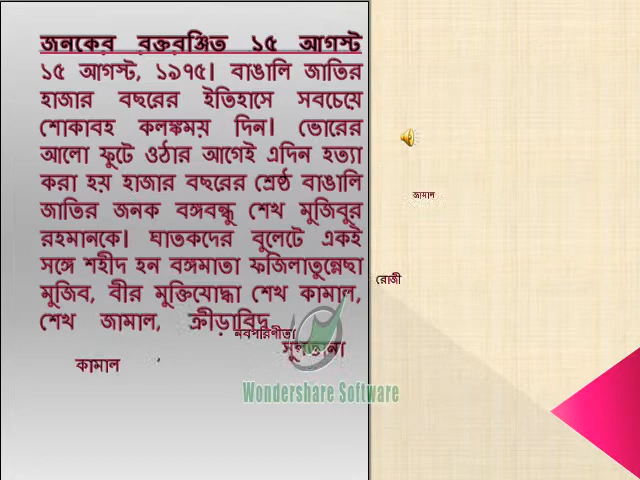 জনকের রক্তরঞ্জিত ১৫ আগস্ট
১৫ আগস্ট, ১৯৭৫। বাঙালি জাতির
হাজার বছরের ইতিহাসে সবচেযে
শোকাবহ কলঙ্কময় দিন। ভোরের
আলো ফুটে ওঠার আগেই এদিন হত্যা
করা হয় হাজার বছরের শ্রেষ্ঠ বাঙালি
জাতির জনক বঙ্গবন্ধু শেখ মুজিবুর
রহমানকে। ঘাতকদের বুলেটে একই
সঙ্গে শহীদ হন বঙ্গমাতা ফজিলাতুন্নেছা
মুজিব, বীর মুক্তিযোদ্ধা শেখ কামাল,
শেখ জামাল, ক্রীড়াবিদ
নবপরিণীতা
সুলতানা
কামাল
জামাল
রোজী
Wondershare Software